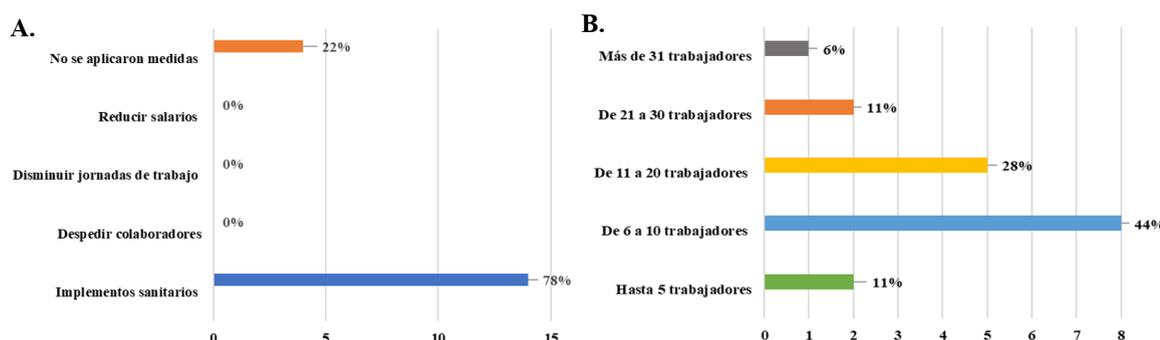 A.
No se aplicaron medidas 22%
Reducir salarios 0%
Disminuir jornadas de trabajo 0%
Despedir colaboradores 0%
Implementos sanitarios 78%
0 5 10 15
B.
Más de 31 trabajadores 6%
De 21 a 30 trabajadores 11%
De 11 a 20 trabajadores 28%
De 6 a 10 trabajadores 44%
Hasta 5 trabajadores 11%
0 1 2 3 4 5 6 7 8